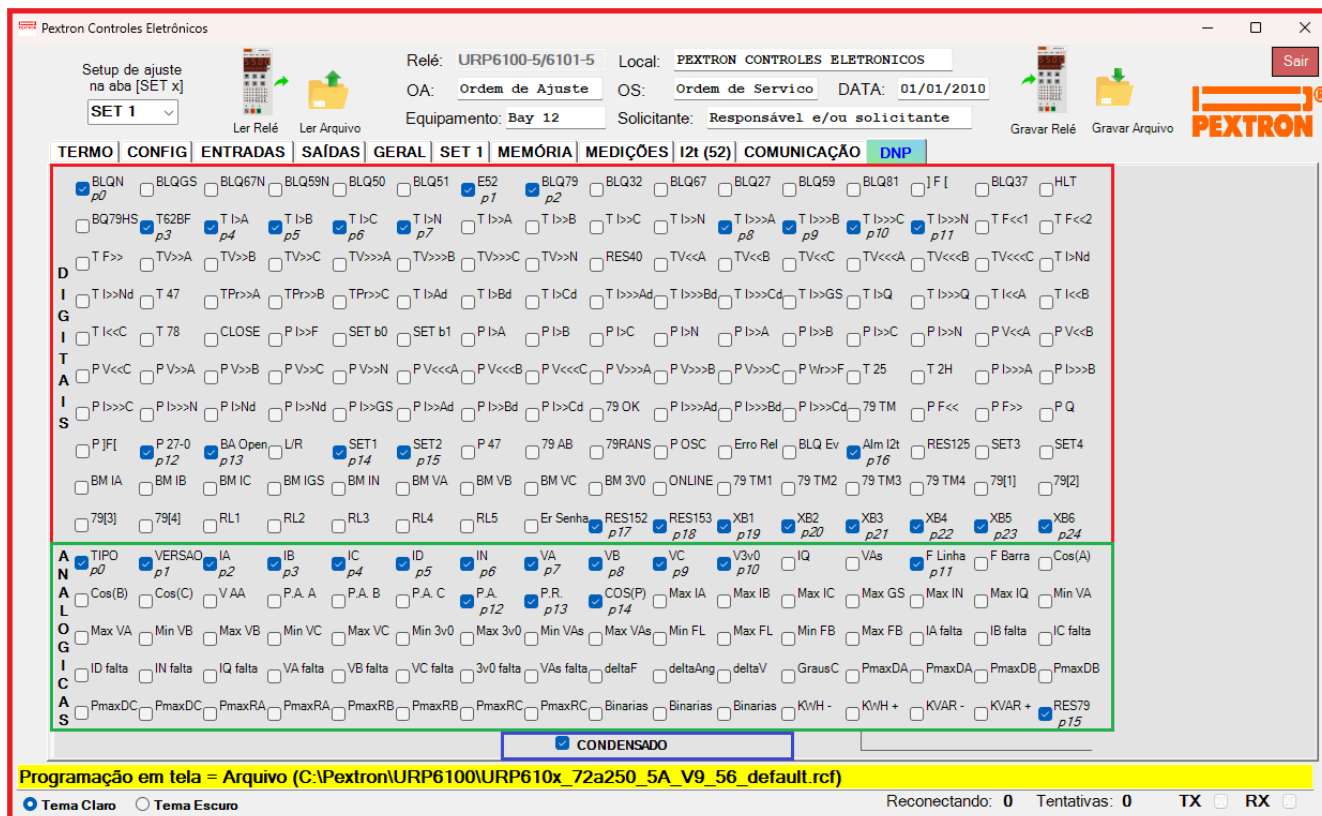 Pextron Controles Eletrônicos
Setup de ajuste
na aba [SET x]
SET 1
Ler Relé
Ler Arquivo
Relé: URP6100-5/6101-5 Local: PEXTRON CONTROLES ELETRONICOS
OA: Ordem de Ajuste OS: Ordem de Servico DATA: 01/01/2010
Equipamento: Bay 12 Solicitante: Responsável e/ou solicitante
Gravar Relé
Gravar Arquivo
Sair
PEXTRON
TERMO CONFIG ENTRADAS SAÍDAS GERAL SET 1 MEMÓRIA MEDIÇÕES I2t (52) COMUNICAÇÃO DNP
DIGITAIS
BLQN BLQGS BLQ67N BLQ59N BLQ50 BLQ51 E52 BLQ79 BLQ32 BLQ67 BLQ27 BLQ59 BLQ81 ]F[ BLQ37 HLT
p0 p1 p2
BQ79HS T62BF T I>A T I>B T I>C T I>N T I>>A T I>>B T I>>C T I>>N T I>>>A T I>>>B T I>>>C T I>>>N T F<<1 T F<<2
p3 p4 p5 p6 p7 p8 p9 p10 p11
T F>> TV>>A TV>>B TV>>C TV>>>A TV>>>B TV>>>C TV>>N RES40 TV<<A TV<<B TV<<C TV<<<A TV<<<B TV<<<C T I>Nd
T I>>Nd T 47 TPr>>A TPr>>B TPr>>C T I>Ad T I>Bd T I>Cd T I>>>Ad T I>>>Bd T I>>>Cd T I>>GS T I>Q T I>>>Q T I<<A T I<<B
T I<<C T 78 CLOSE P I>>F SET b0 SET b1 P I>A P I>B P I>C P I>N P I>>A P I>>B P I>>C P I>>N P V<<A P V<<B
P V<<C P V>>A P V>>B P V>>C P V>>N P V<<<A P V<<<B P V<<<C P V>>>A P V>>>B P V>>>C P Wr>>F T 25 T 2H P I>>>A P I>>>B
P I>>>C P I>>>N P I>Nd P I>>Nd P I>>GS P I>>Ad P I>>Bd P I>>Cd 79 OK P I>>>Ad P I>>>Bd P I>>>Cd 79 TM P F<< P F>> P Q
P ]F[ P 27-0 BA Open L/R SET1 SET2 P 47 79 AB 79RANS P OSC Erro Rel BLQ Ev Alm I2t RES125 SET3 SET4
p12 p13 p14 p15 p16
BM IA BM IB BM IC BM IGS BM IN BM VA BM VB BM VC BM 3V0 ONLINE 79 TM1 79 TM2 79 TM3 79 TM4 79[1] 79[2]
79[3] 79[4] RL1 RL2 RL3 RL4 RL5 Er Senha RES152 RES153 XB1 XB2 XB3 XB4 XB5 XB6
p17 p18 p19 p20 p21 p22 p23 p24
ANALOGICAS
TIPO VERSAO IA IB IC ID IN VA VB VC V3v0 IQ VAs F Linha F Barra Cos(A)
p0 p1 p2 p3 p4 p5 p6 p7 p8 p9 p10 p11
Cos(B) Cos(C) V AA P.A. A P.A. B P.A. C P.A. P.R. COS(P) Max IA Max IB Max IC Max GS Max IN Max IQ Min VA
p12 p13 p14
Max VA Min VB Max VB Min VC Max VC Min 3v0 Max 3v0 Min VAs Max VAs Min FL Max FL Min FB Max FB IA falta IB falta IC falta
ID falta IN falta IQ falta VA falta VB falta VC falta 3v0 falta VAs falta deltaF deltaAng deltaV GrausC PmaxDA PmaxDA PmaxDB PmaxDB
PmaxDC PmaxDC PmaxRA PmaxRA PmaxRB PmaxRB PmaxRC PmaxRC Binarias Binarias Binarias KWH - KWH + KVAR - KVAR + RES79
p15
CONDENSADO
Programação em tela = Arquivo (C:\Pextron\URP6100\URP610x_72a250_5A_V9_56_default.rcf)
Tema Claro Tema Escuro Reconectando: 0 Tentativas: 0 TX RX